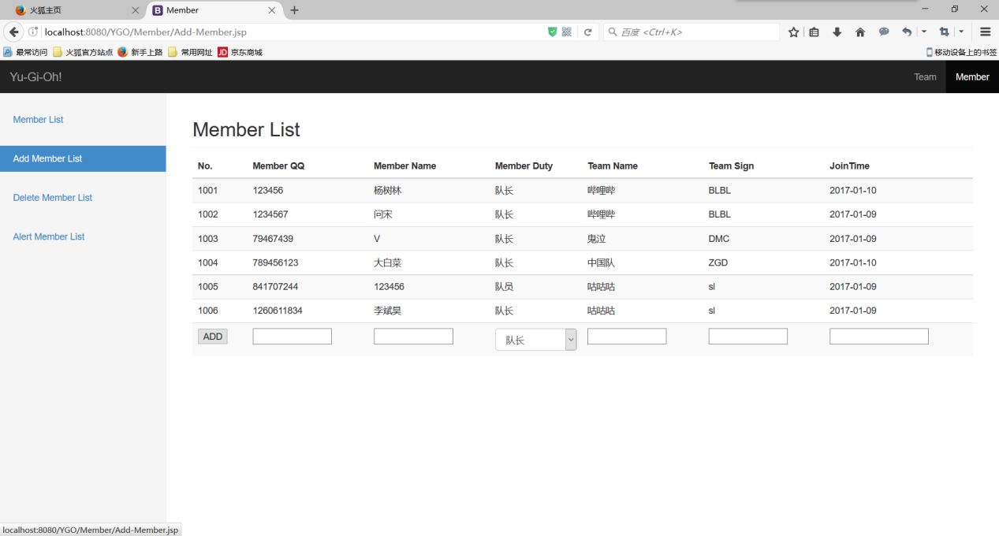 火狐主页 Member
localhost:8080/YGO/Member/Add-Member.jsp 百度 <Ctrl+K>
最常访问 火狐官方站点 新手上路 常用网址 JD 京东商城 移动设备上的书签
Yu-Gi-Oh! Team Member
Member List
Add Member List
Delete Member List
Alert Member List
Member List
No. Member QQ Member Name Member Duty Team Name Team Sign JoinTime
1001 123456 杨树林 队长 哔哩哔 BLBL 2017-01-10
1002 1234567 问宋 队长 哔哩哔 BLBL 2017-01-09
1003 79467439 V 队长 鬼泣 DMC 2017-01-09
1004 789456123 大白菜 队长 中国队 ZGD 2017-01-10
1005 841707244 123456 队员 咕咕咕 sl 2017-01-09
1006 1260611834 李斌昊 队长 咕咕咕 sl 2017-01-09
ADD 队长
localhost:8080/YGO/Member/Add-Member.jsp